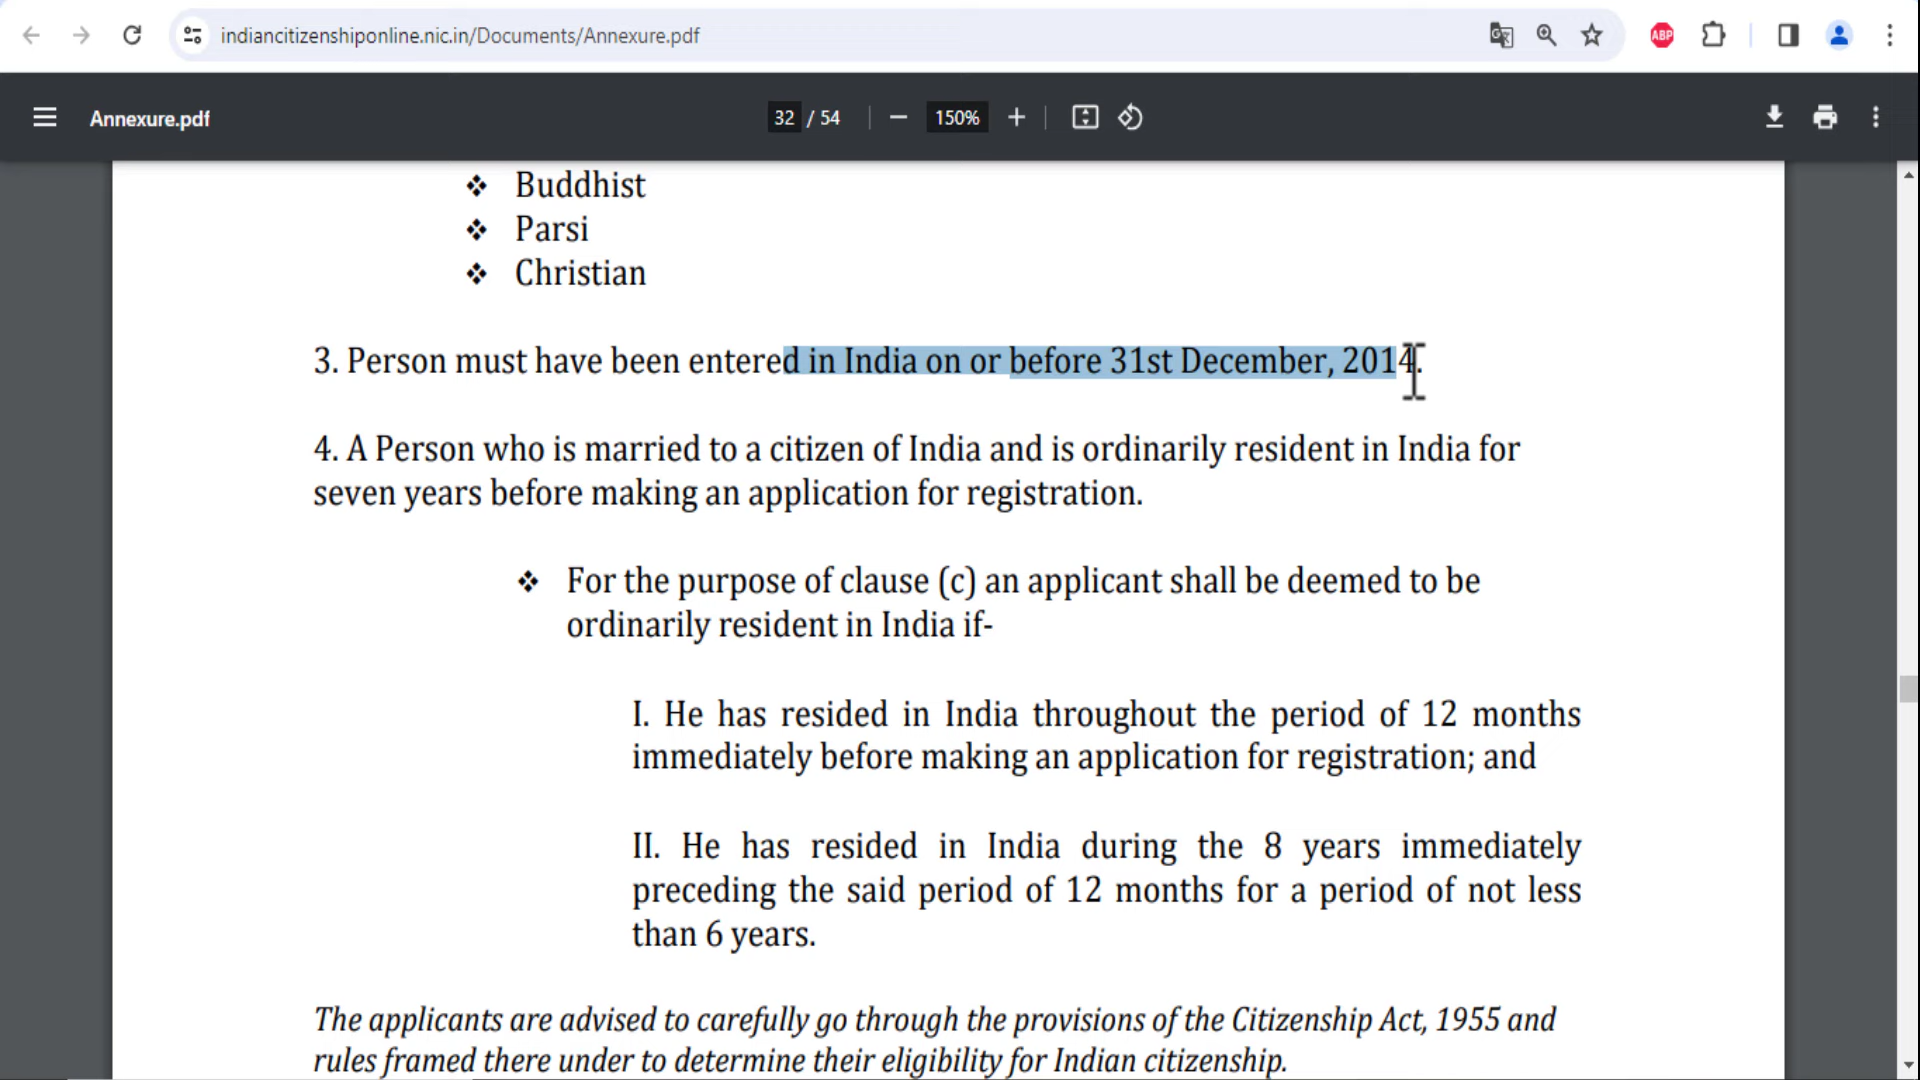 indiancitizenshiponline.nic.in/Documents/Annexure.pdf
ABP
Annexure.pdf
32 / 54
150%
❖ Buddhist
❖ Parsi
❖ Christian
3. Person must have been entered in India on or before 31st December, 2014.
4. A Person who is married to a citizen of India and is ordinarily resident in India for
seven years before making an application for registration.
❖ For the purpose of clause (c) an applicant shall be deemed to be
ordinarily resident in India if-
I. He has resided in India throughout the period of 12 months
immediately before making an application for registration; and
II. He has resided in India during the 8 years immediately
preceding the said period of 12 months for a period of not less
than 6 years.
The applicants are advised to carefully go through the provisions of the Citizenship Act, 1955 and
rules framed there under to determine their eligibility for Indian citizenship.